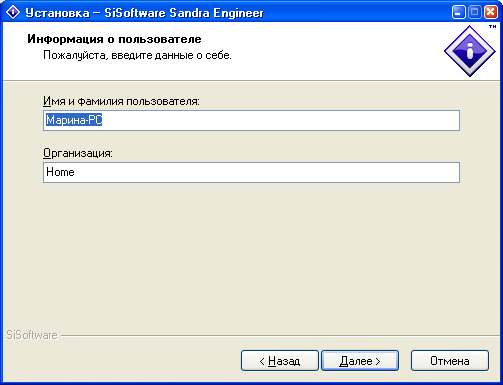 Установка – SiSoftware Sandra Engineer
TM
Информация о пользователе
Пожалуйста, введите данные о себе.
Имя и фамилия пользователя:
Марина-РС
Организация:
Home
SiSoftware
< Назад Далее > Отмена